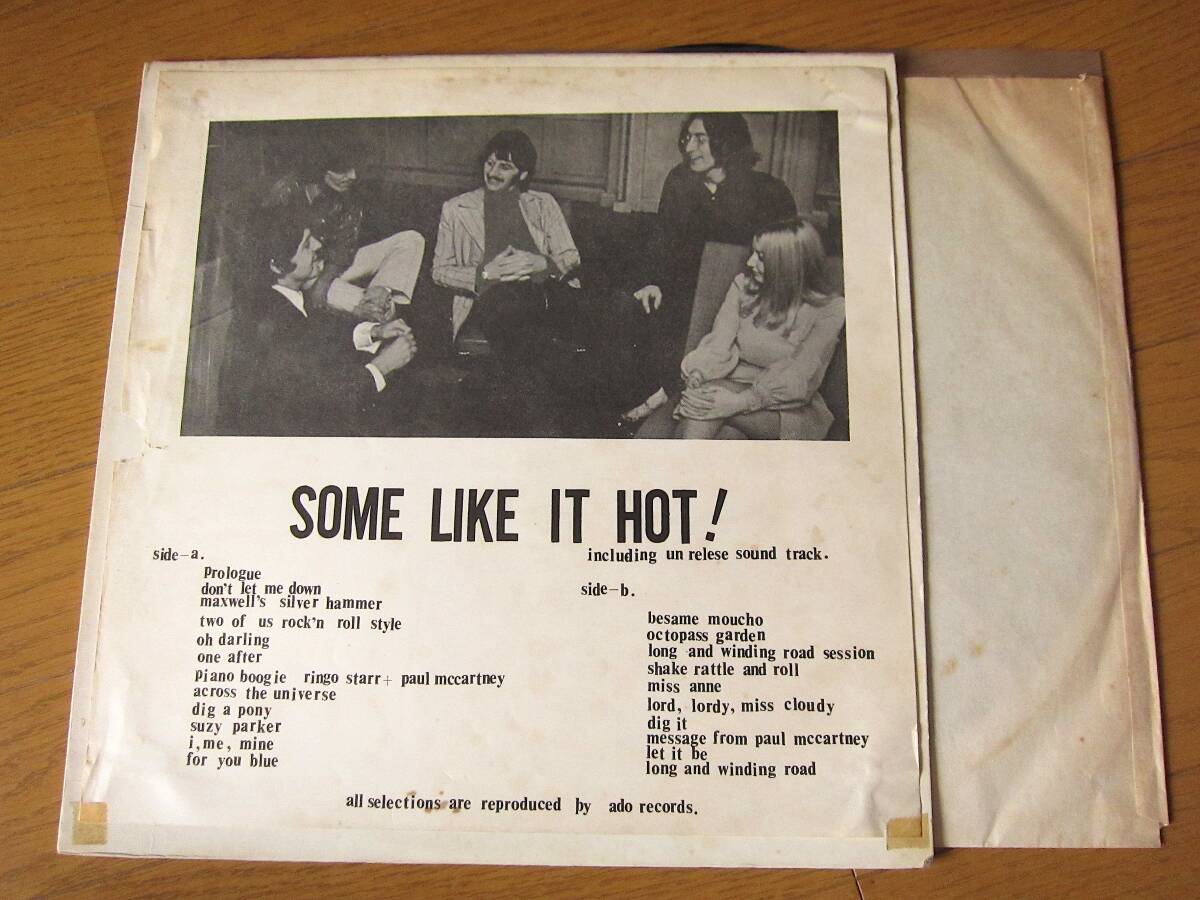 SOME LIKE IT HOT!
including un relese sound track.
side-a.
Prologue
don't let me down
maxwell's silver hammer
two of us rock'n roll style
oh darling
one after
piano boogie ringo starr+ paul mccartney
across the universe
dig a pony
suzy parker
i,me, mine
for you blue
side-b.
besame moucho
octopass garden
long and winding road session
shake rattle and roll
miss anne
lord, lordy, miss cloudy
dig it
message from paul mccartney
let it be
long and winding road
all selections are reproduced by ado records.